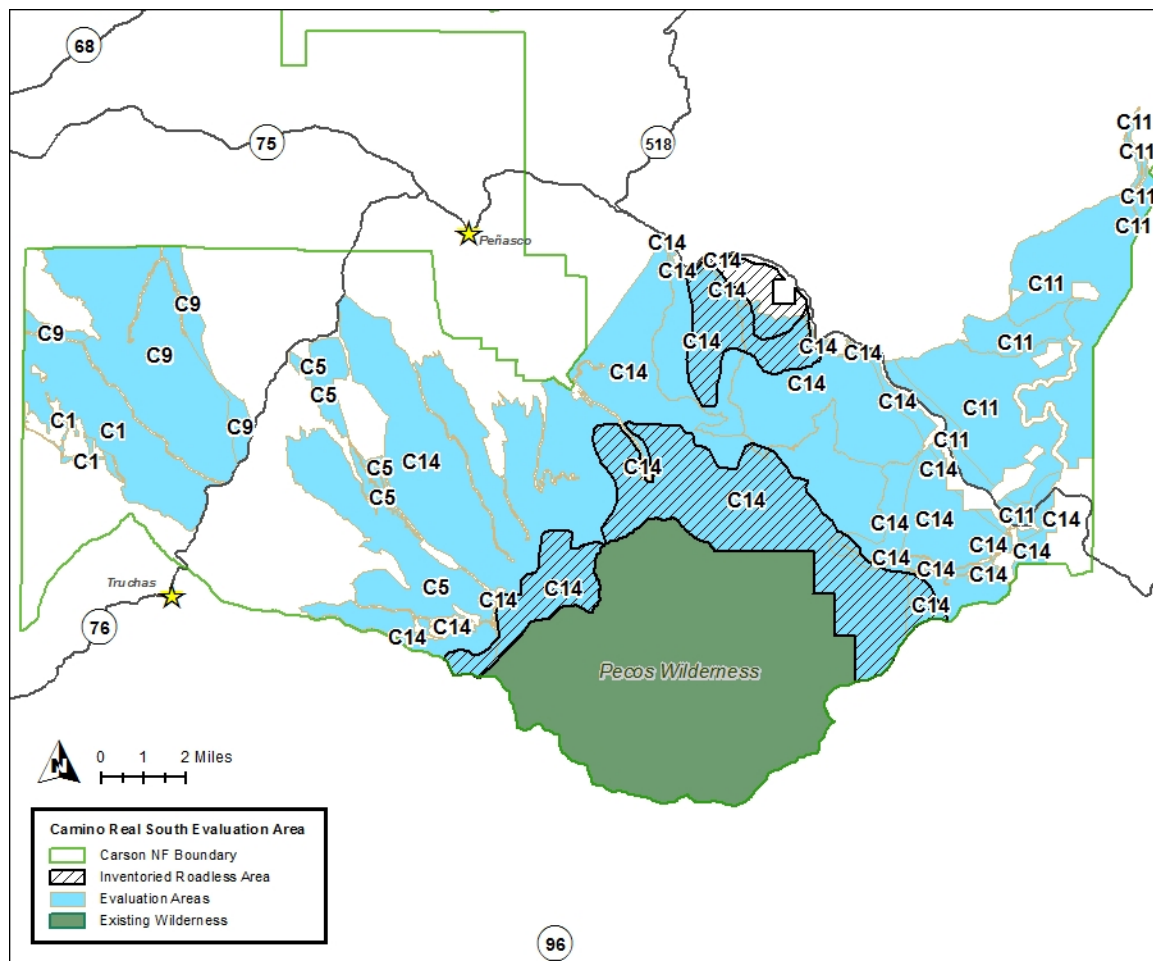 68
C11
75
518
C11
C11
C11
Peñasco
C14
C14
C14
C14
C11
C9
C9
C9
C14
C14
C14
C11
C5
C14
C14
C5
C14
C11
C1
C1
C9
C11
C1
C5
C14
C14
C14
C5
C14
C14
C14
C11
C14
C14
C14
C14
C14
C14
C14
Truchas
C5
C14
C14
C14
C14
C14
C14
76
Pecos Wilderness
N
0 1 2 Miles
Camino Real South Evaluation Area
Carson NF Boundary
Inventoried Roadless Area
Evaluation Areas
Existing Wilderness
96